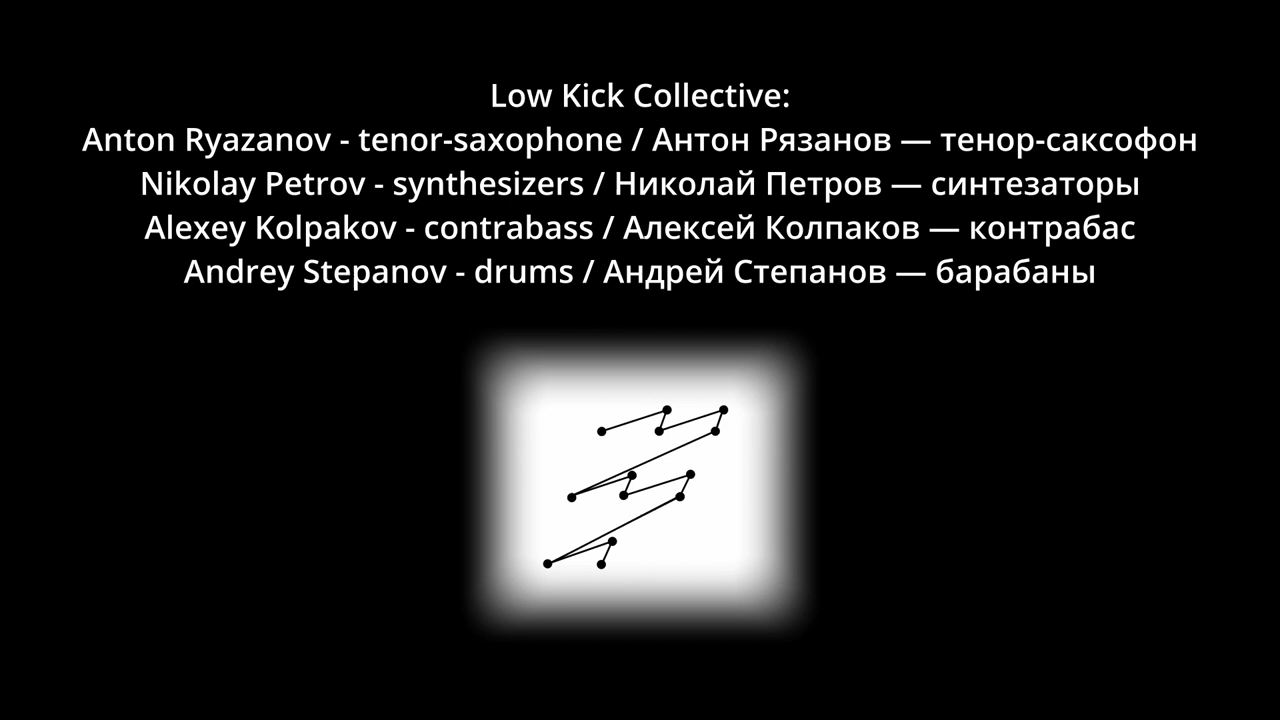 Low Kick Collective:
Anton Ryazanov - tenor-saxophone / Антон Рязанов — тенор-саксофон
Nikolay Petrov - synthesizers / Николай Петров — синтезаторы
Alexey Kolpakov - contrabass / Алексей Колпаков — контрабас
Andrey Stepanov - drums / Андрей Степанов — барабаны